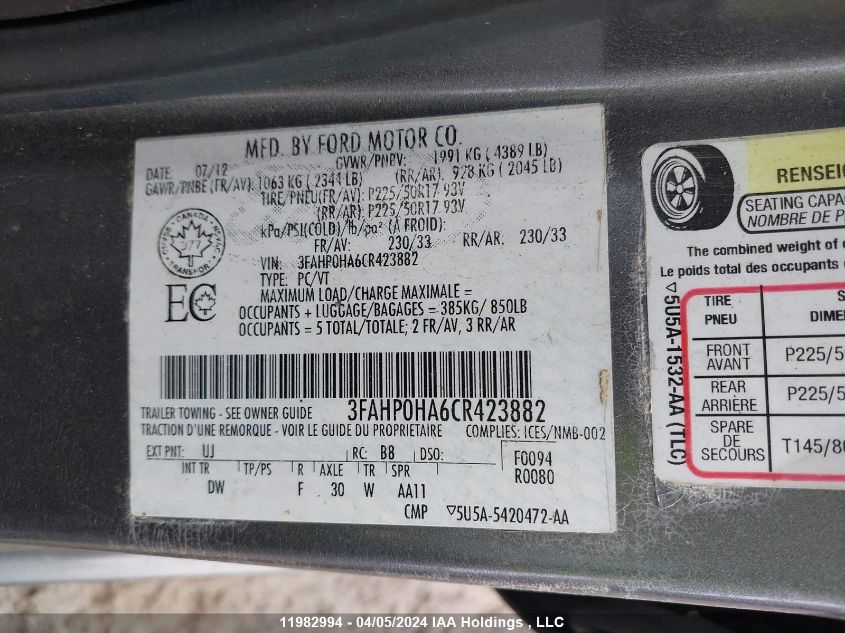 MFD. BY FORD MOTOR CO.
DATE: 07/12 GVWR/PNBV: 1991 KG ( 4389 LB)
GAWR/PNBE (FR/AV): 1063 KG ( 2344 LB) (RR/AR): 928 KG ( 2045 LB)
TIRE/PNEU(FR/AV): P225/50R17 93V
(RR/AR): P225/50R17 93V
kPa/PSI(COLD)/lb/po² (À FROID):
FR/AV: 230/33 RR/AR: 230/33
VIN: 3FAHP0HA6CR423882
TYPE: PC/VT
MAXIMUM LOAD/CHARGE MAXIMALE =
OCCUPANTS + LUGGAGE/BAGAGES = 385KG/ 850LB
OCCUPANTS = 5 TOTAL/TOTALE; 2 FR/AV, 3 RR/AR
CANADA
377
TRANSPORT
EC
3FAHP0HA6CR423882
TRAILER TOWING - SEE OWNER GUIDE
TRACTION D'UNE REMORQUE - VOIR LE GUIDE DU PROPRIETAIRE COMPLIES: ICES/NMB-002
EXT PNT: UJ RC: B8 DSO: F0094
R0080
INT TR TP/PS R AXLE TR SPR
DW F 30 W AA11
CMP ▽5U5A-5420472-AA
RENSEIG
SEATING CAPAC
NOMBRE DE P
The combined weight of
Le poids total des occupants
▽5U5A-1532-AA (TLC)
TIRE
PNEU
S
DIME
FRONT
AVANT
P225/5
REAR
ARRIÈRE
P225/5
SPARE
DE
SECOURS
T145/80
11982994 - 04/05/2024 IAA Holdings , LLC